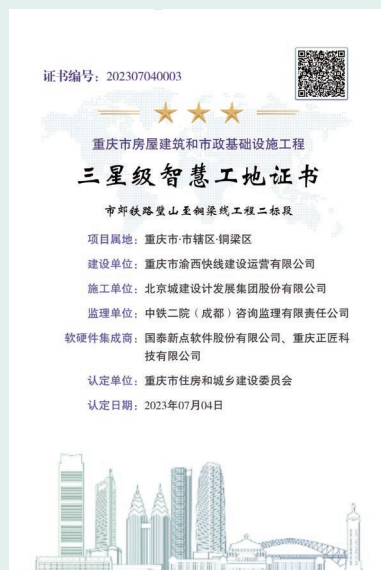 证书编号：202307040003
重庆市房屋建筑和市政基础设施工程
三星级智慧工地证书
市郊铁路璧山至铜梁线工程二标段
项目属地：重庆市·市辖区·铜梁区
建设单位：重庆市渝西快线建设运营有限公司
施工单位：北京城建设计发展集团股份有限公司
监理单位：中铁二院（成都）咨询监理有限责任公司
软硬件集成商：国泰新点软件股份有限公司、重庆正匠科
技有限公司
认定单位：重庆市住房和城乡建设委员会
认定日期：2023年07月04日